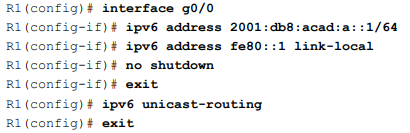 R1(config)# interface g0/0
R1(config-if)# ipv6 address 2001:db8:acad:a::1/64
R1(config-if)# ipv6 address fe80::1 link-local
R1(config-if)# no shutdown
R1(config-if)# exit
R1(config)# ipv6 unicast-routing
R1(config)# exit